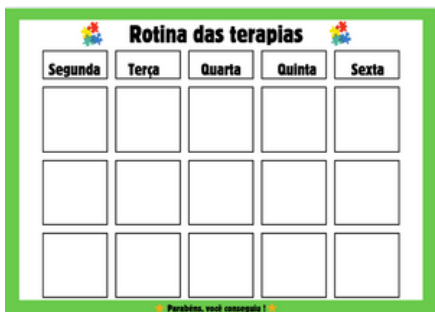 Rotina das terapias
Segunda Terça Quarta Quinta Sexta
Parabéns, você conseguiu !